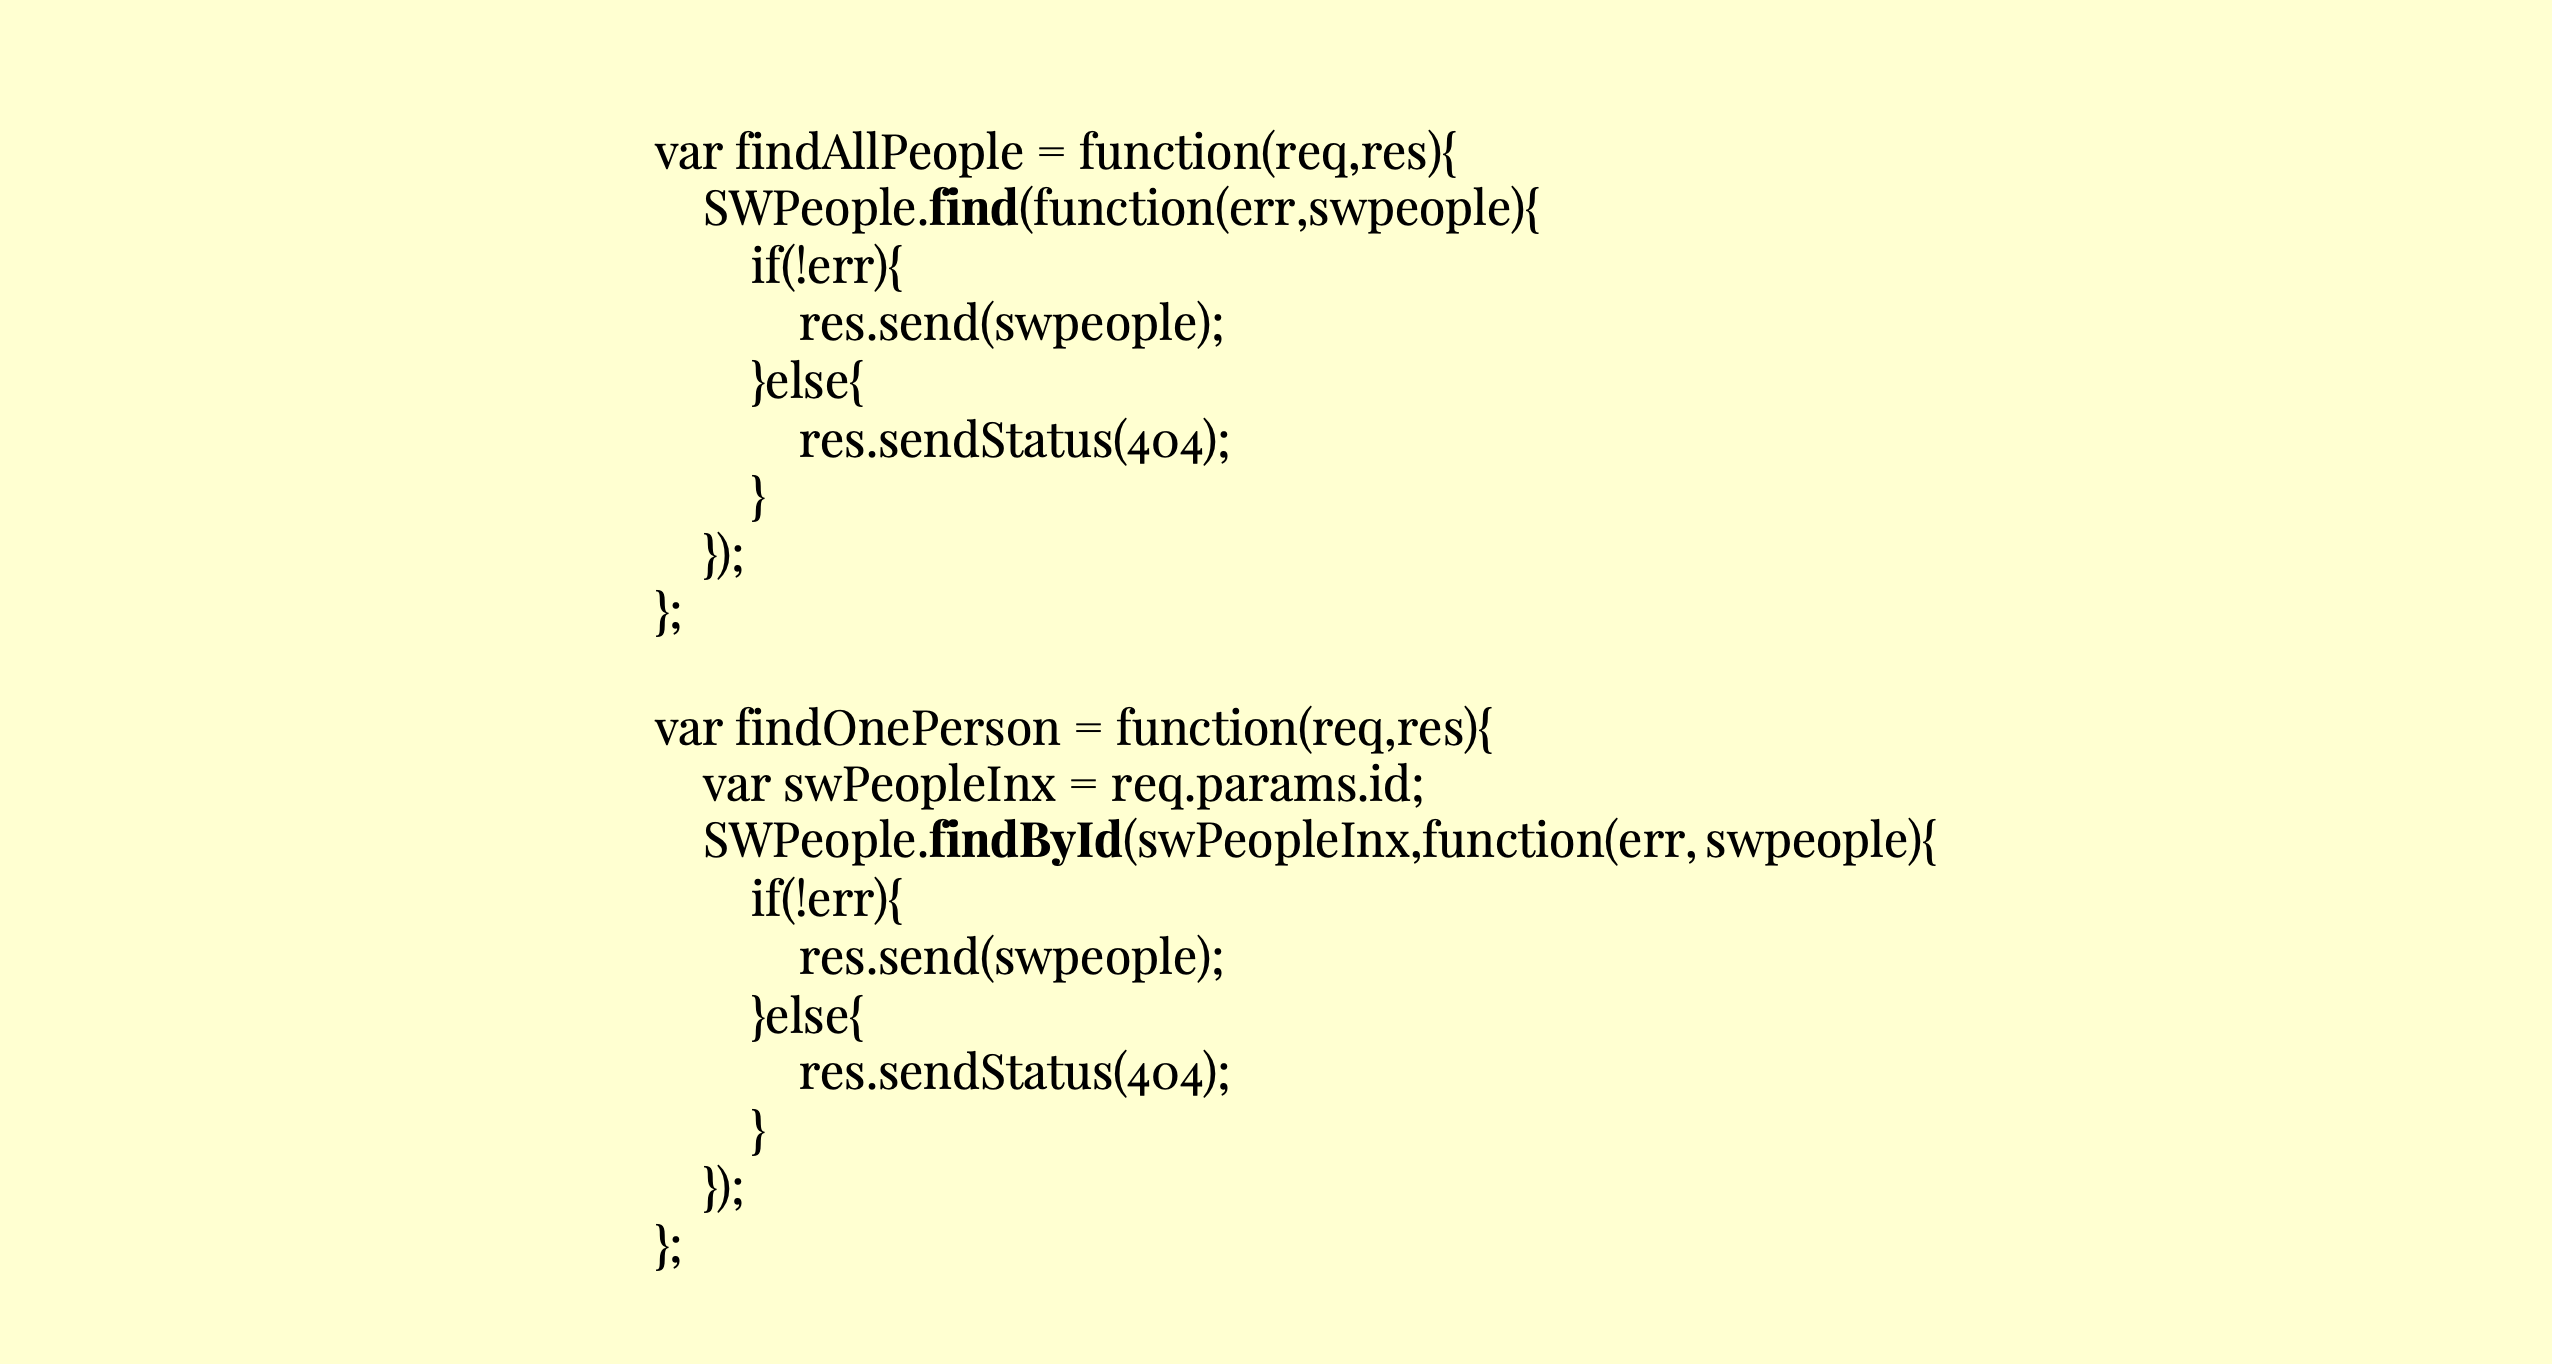 var findAllPeople = function(req,res){
SWPeople.find(function(err,swpeople){
if(!err){
res.send(swpeople);
}else{
res.sendStatus(404);
}
});
};
var findOnePerson = function(req,res){
var swPeopleInx = req.params.id;
SWPeople.findById(swPeopleInx,function(err, swpeople){
if(!err){
res.send(swpeople);
}else{
res.sendStatus(404);
}
});
};